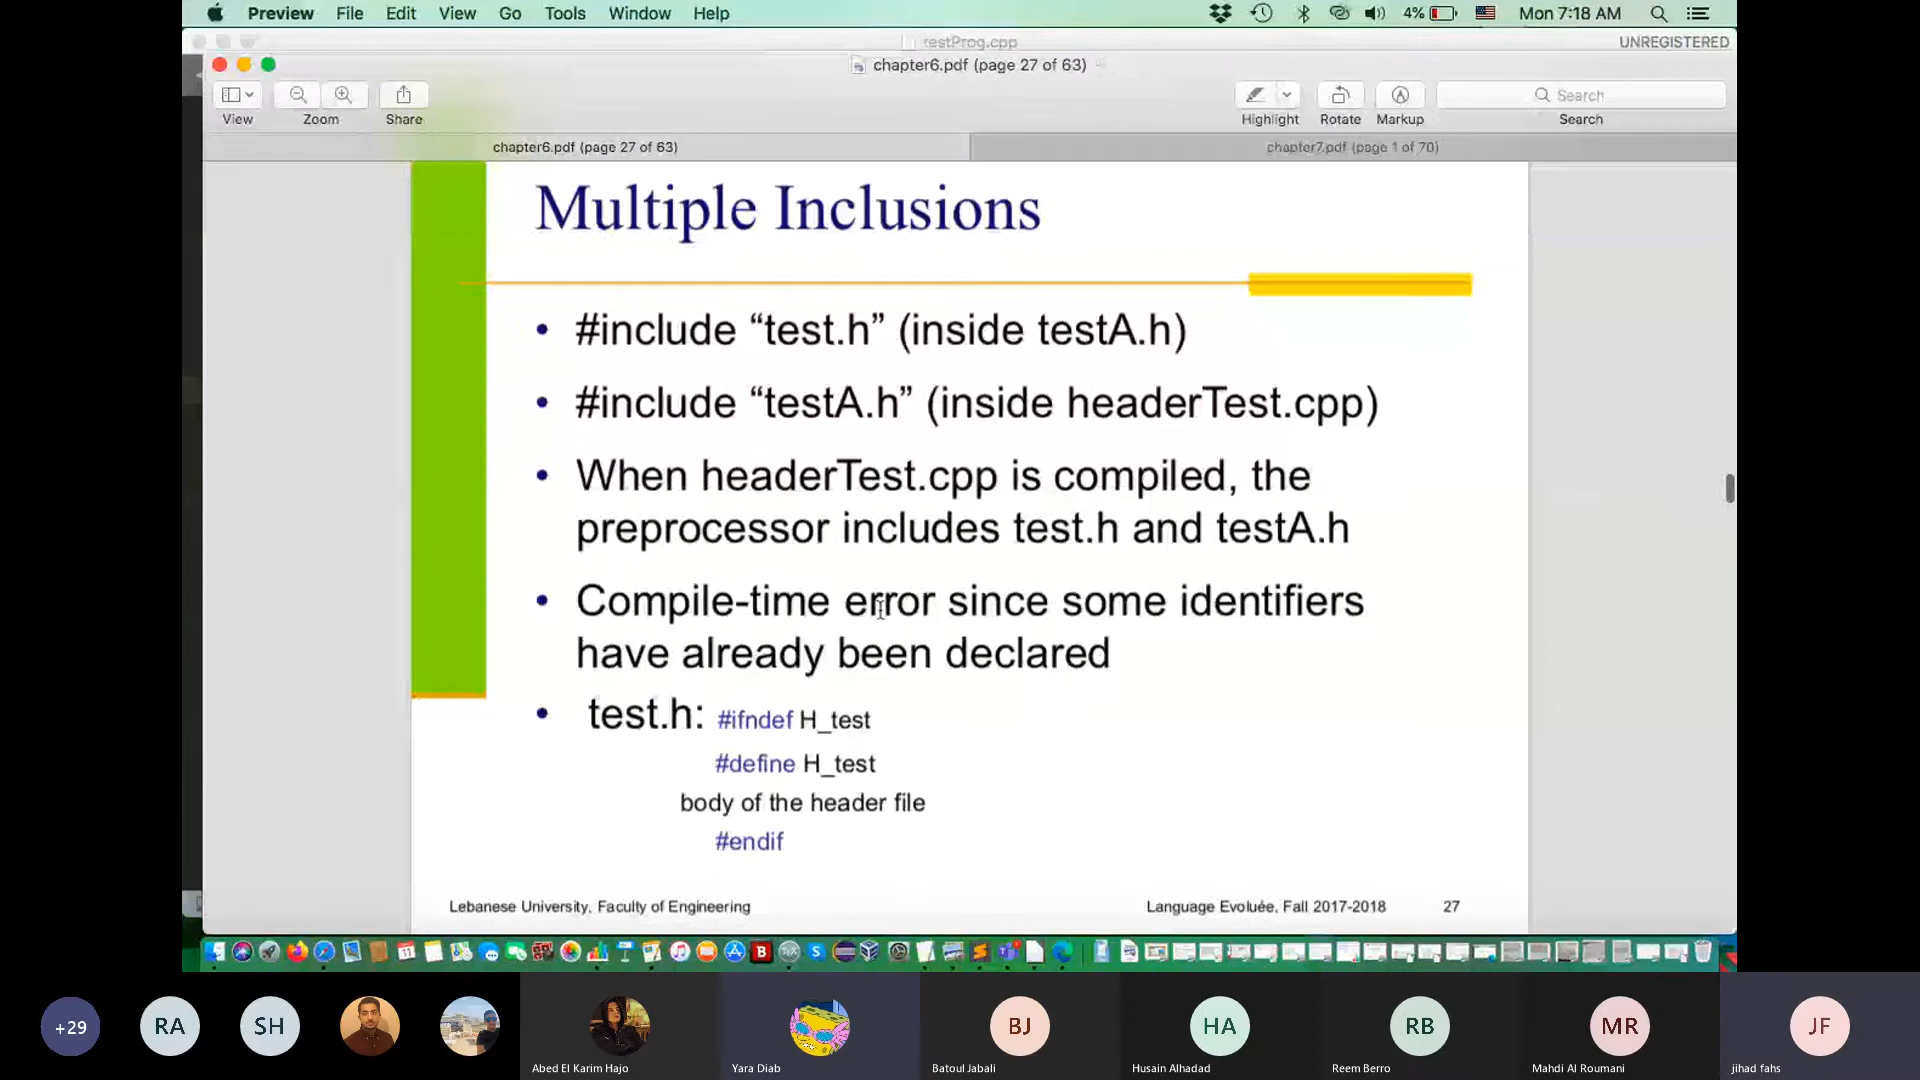 Preview File Edit View Go Tools Window Help 4% Mon 7:18 AM
testProg.cpp UNREGISTERED
chapter6.pdf (page 27 of 63)
View Zoom Share Highlight Rotate Markup Search
Search
chapter6.pdf (page 27 of 63) chapter7.pdf (page 1 of 70)
Multiple Inclusions
• #include “test.h” (inside testA.h)
• #include “testA.h” (inside headerTest.cpp)
• When headerTest.cpp is compiled, the
preprocessor includes test.h and testA.h
• Compile-time error since some identifiers
have already been declared
• test.h: #ifndef H_test
#define H_test
body of the header file
#endif
Lebanese University, Faculty of Engineering Language Evoluée, Fall 2017-2018 27
+29 RA SH BJ HA RB MR JF
Abed El Karim Hajo Yara Diab Batoul Jabali Husain Alhadad Reem Berro Mahdi Al Roumani jihad fahs